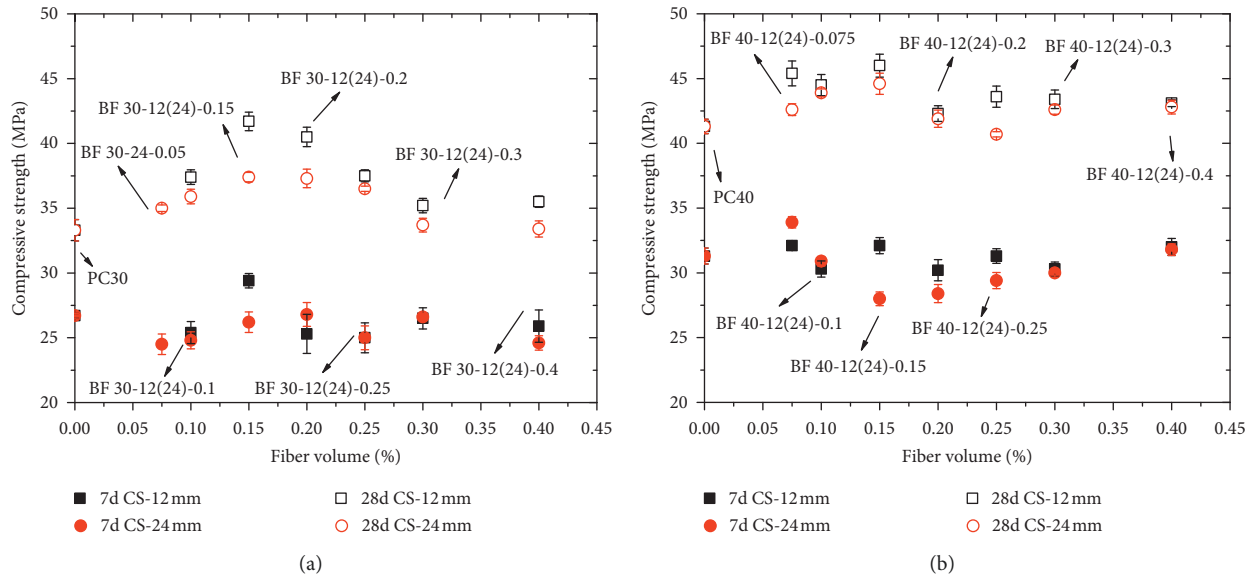 50
45
40
35
30
25
20
Compressive strength (MPa)
BF 30-12(24)-0.2
BF 30-12(24)-0.15
BF 30-24-0.05
BF 30-12(24)-0.3
PC30
BF 30-12(24)-0.4
BF 30-12(24)-0.1
BF 30-12(24)-0.25
0.00 0.05 0.10 0.15 0.20 0.25 0.30 0.35 0.40 0.45
Fiber volume (%)
7d CS-12 mm
28d CS-12 mm
7d CS-24 mm
28d CS-24 mm
(a)
50
45
40
35
30
25
20
Compressive strength (MPa)
BF 40-12(24)-0.075
BF 40-12(24)-0.2
BF 40-12(24)-0.3
PC40
BF 40-12(24)-0.4
BF 40-12(24)-0.1
BF 40-12(24)-0.25
BF 40-12(24)-0.15
0.00 0.05 0.10 0.15 0.20 0.25 0.30 0.35 0.40 0.45
Fiber volume (%)
7d CS-12 mm
28d CS-12 mm
7d CS-24 mm
28d CS-24 mm
(b)